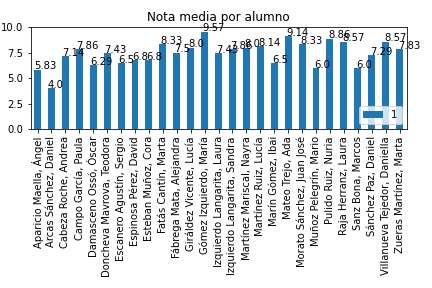 Nota media por alumno
10.0
7.5
5.0
2.5
0.0
5.83
4.0
7.14
7.86
6.29
7.43
6.5
6.8
6.8
8.33
7.5
8.0
9.57
7.43
7.86
8.0
8.14
6.5
9.14
8.33
6.0
8.86
8.57
6.0
7.29
8.57
7.83
1
Aparicio Maella, Ángel
Arcas Sánchez, Daniel
Cabeza Roche, Andrea
Campo García, Paula
Damasceno Ossó, Óscar
Doncheva Mavrova, Teodora
Escanero Agustín, Sergio
Espinosa Pérez, David
Esteban Muñoz, Cora
Fatás Cantín, Marta
Fábrega Mata, Alejandra
Giráldez Vicente, Lucía
Gómez Izquierdo, María
Izquierdo Langarita, Laura
Izquierdo Langarita, Sandra
Martínez Mariscal, Nayra
Martínez Ruiz, Lucía
Marín Gómez, Ibai
Mateo Trejo, Ada
Morato Sánchez, Juan José
Muñoz Pelegrín, Mario
Pulido Ruiz, Nuria
Raja Herranz, Laura
Sanz Bona, Marcos
Sánchez Paz, Daniel
Villanueva Tejedor, Daniella
Zueras Martínez, Marta